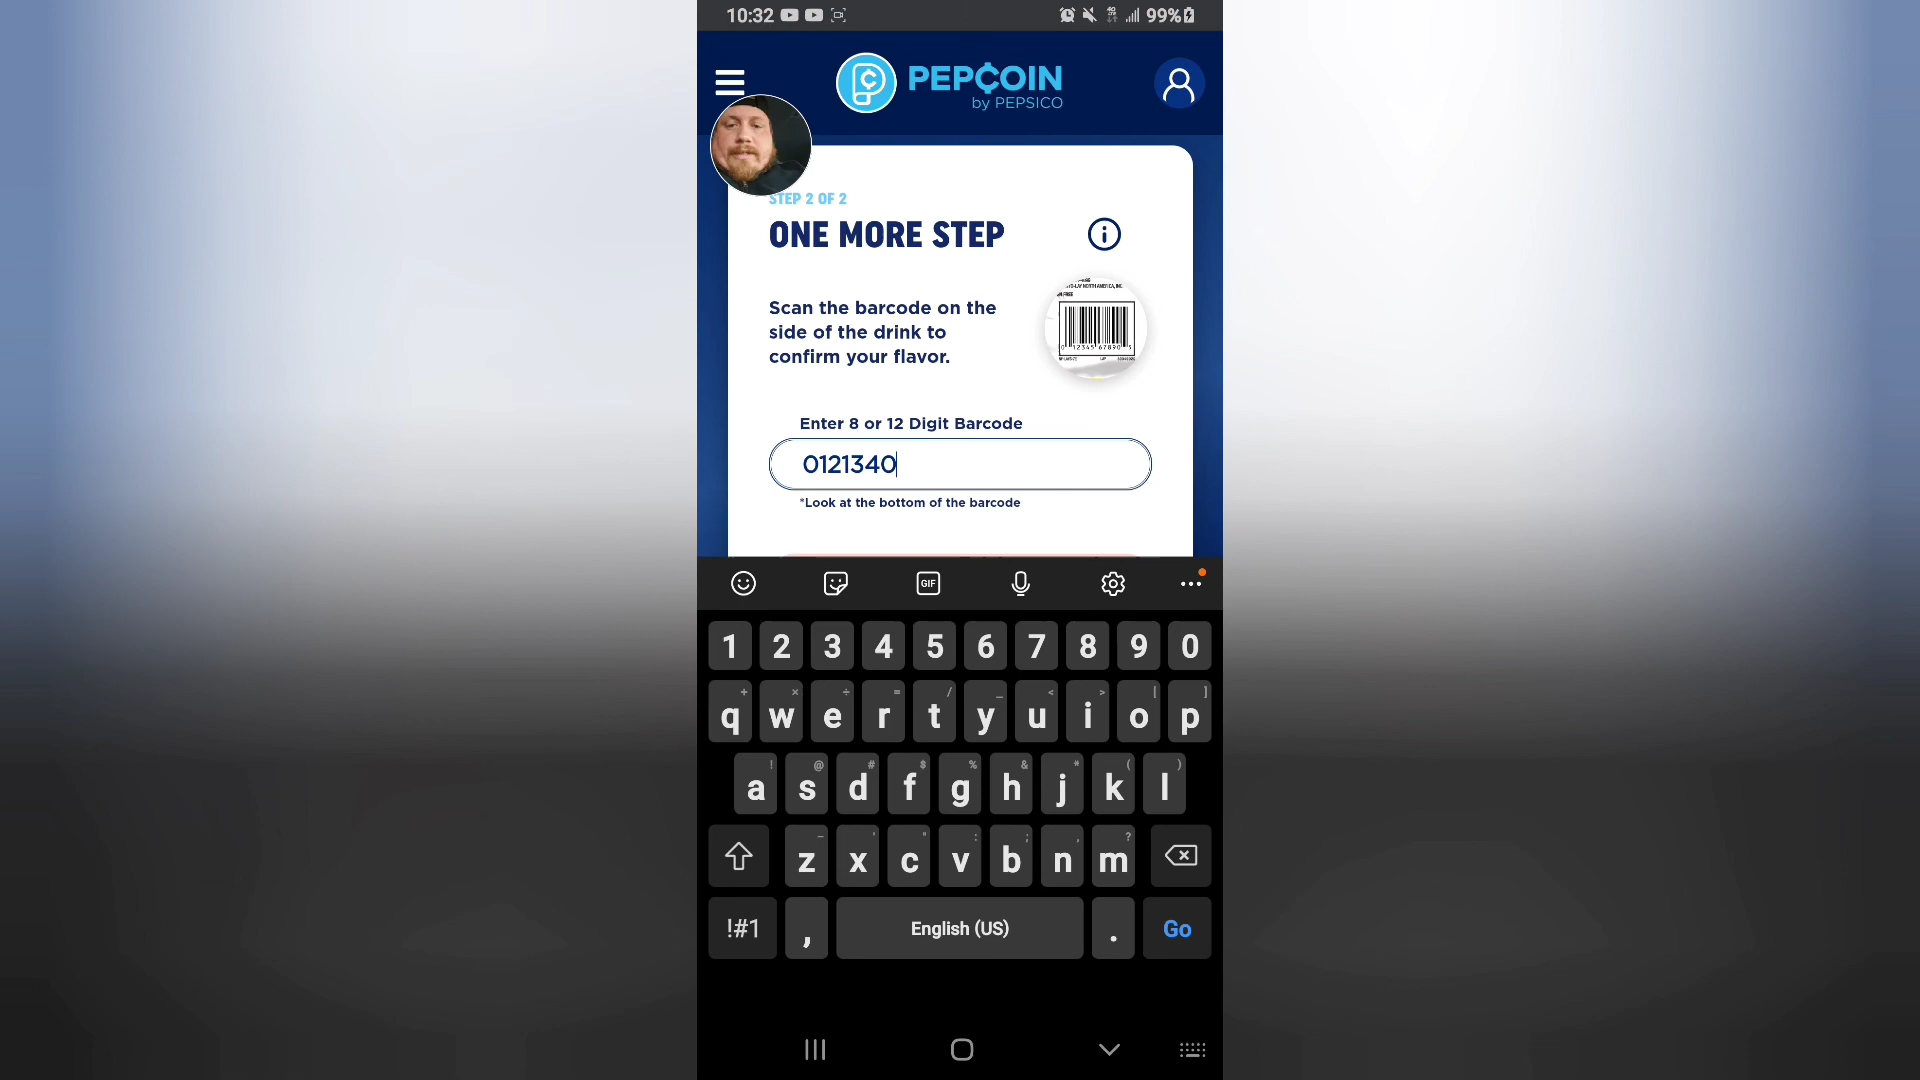 10:32
99%
PEPCOIN
by PEPSICO
STEP 2 OF 2
ONE MORE STEP
Scan the barcode on the
side of the drink to
confirm your flavor.
Enter 8 or 12 Digit Barcode
0121340
*Look at the bottom of the barcode
GIF
1 2 3 4 5 6 7 8 9 0
q w e r t y u i o p
a s d f g h j k l
z x c v b n m
!#1 , English (US) . Go